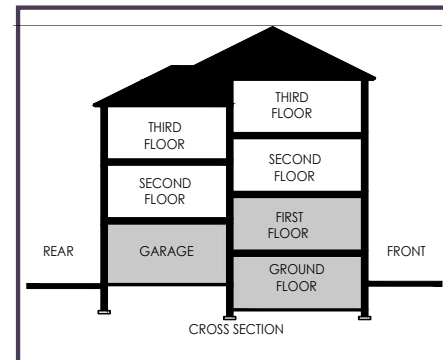 THIRD
FLOOR
THIRD
FLOOR
SECOND
FLOOR
SECOND
FLOOR
FIRST
FLOOR
REAR
GARAGE
FRONT
GROUND
FLOOR
CROSS SECTION